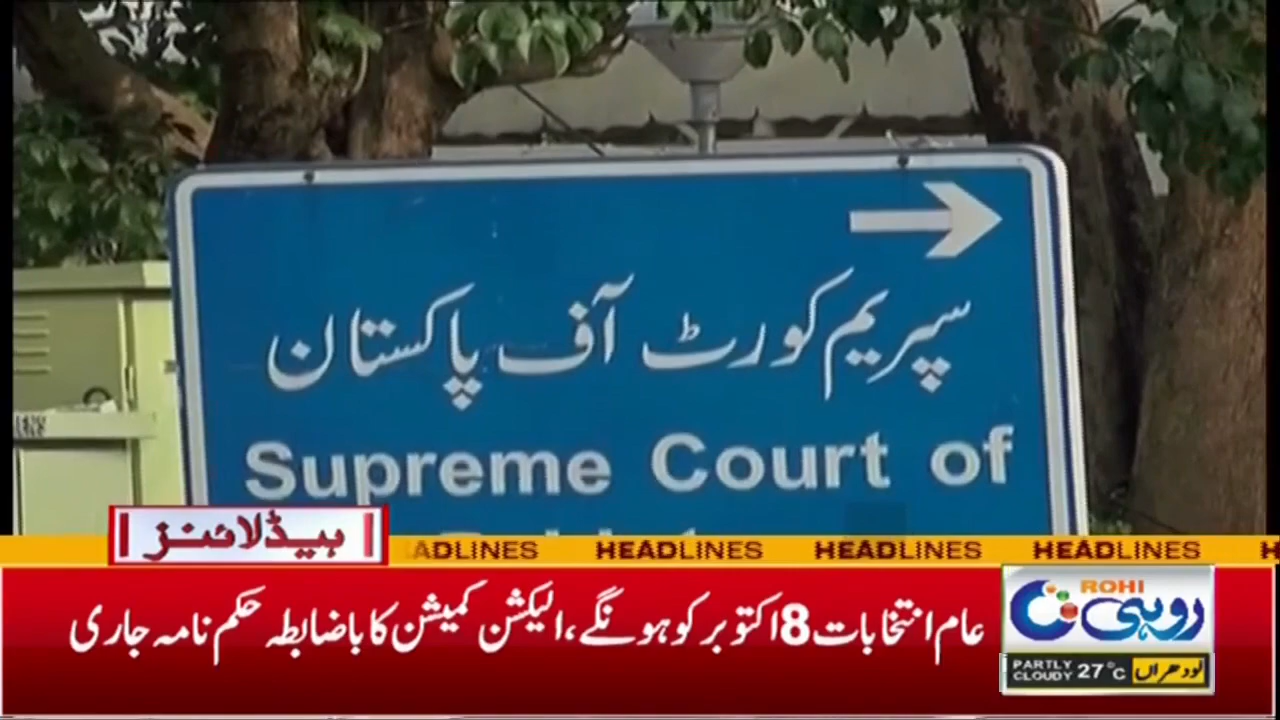 سپریم کورٹ آف پاکستان
Supreme Court of
ہیڈلائنز
ADLINES HEADLINES HEADLINES HEADLINES H
عام انتخابات 8 اکتوبر کو ہونگے، الیکشن کمیشن کا باضابطہ حکم نامہ جاری
ROHI
روہی
PARTLY CLOUDY 27°C لودھراں